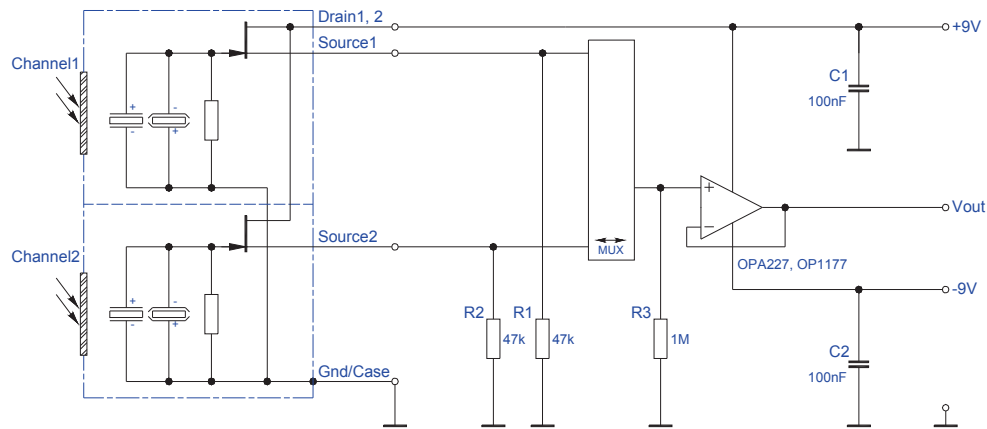 Drain1, 2
+9V
Source1
Channel1
C1
100nF
+
-
-
+
+
-
Vout
Source2
MUX
Channel2
OPA227, OP1177
-9V
+
-
-
+
R2
47k
R1
47k
R3
1M
C2
100nF
Gnd/Case